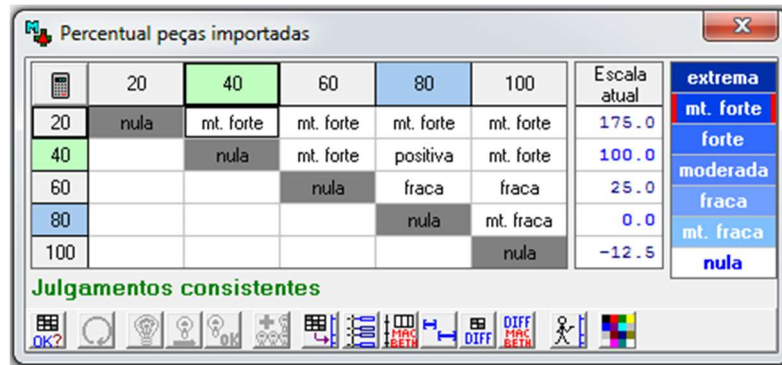 Percentual peças importadas
20 40 60 80 100 Escala atual extrema
20 nula mt. forte mt. forte mt. forte mt. forte 175.0 mt. forte
40 nula mt. forte positiva mt. forte 100.0 forte
60 nula fraca fraca 25.0 moderada
80 nula mt. fraca 0.0 fraca
100 nula -12.5 mt. fraca
nula
Julgamentos consistentes
OK? OK MAC BETH DIFF DIFF MAC BETH